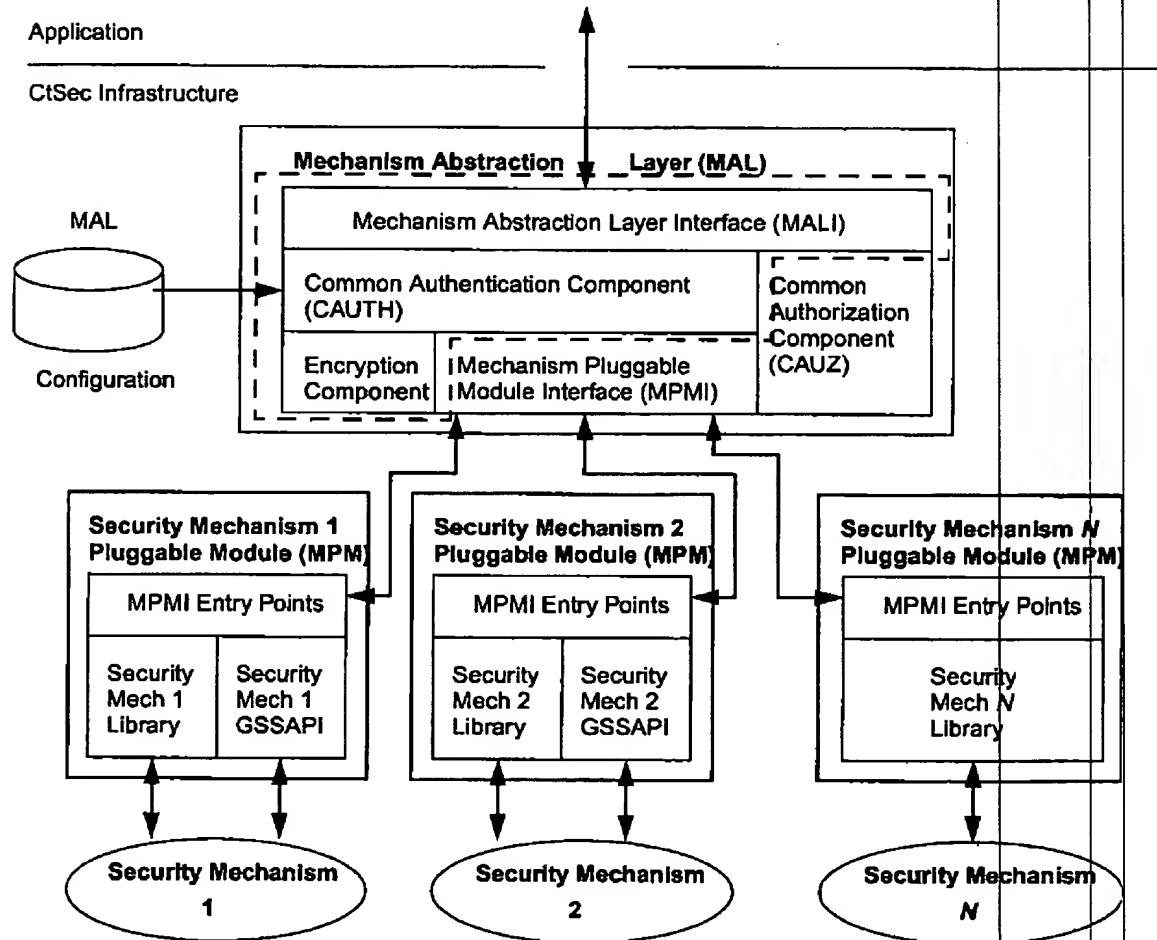 Application
CtSec Infrastructure
Mechanism Abstraction Layer (MAL)
Mechanism Abstraction Layer Interface (MALI)
MAL
Configuration
Common Authentication Component
(CAUTH)
Common
Authorization
Component
(CAUZ)
Encryption
Component
Mechanism Pluggable
Module Interface (MPMI)
Security Mechanism 1
Pluggable Module (MPM)
MPMI Entry Points
Security
Mech 1
Library
Security
Mech 1
GSSAPI
Security Mechanism
1
Security Mechanism 2
Pluggable Module (MPM)
MPMI Entry Points
Security
Mech 2
Library
Security
Mech 2
GSSAPI
Security Mechanism
2
Security Mechanism N
Pluggable Module (MPM)
MPMI Entry Points
Security
Mech N
Library
Security Mechanism
N